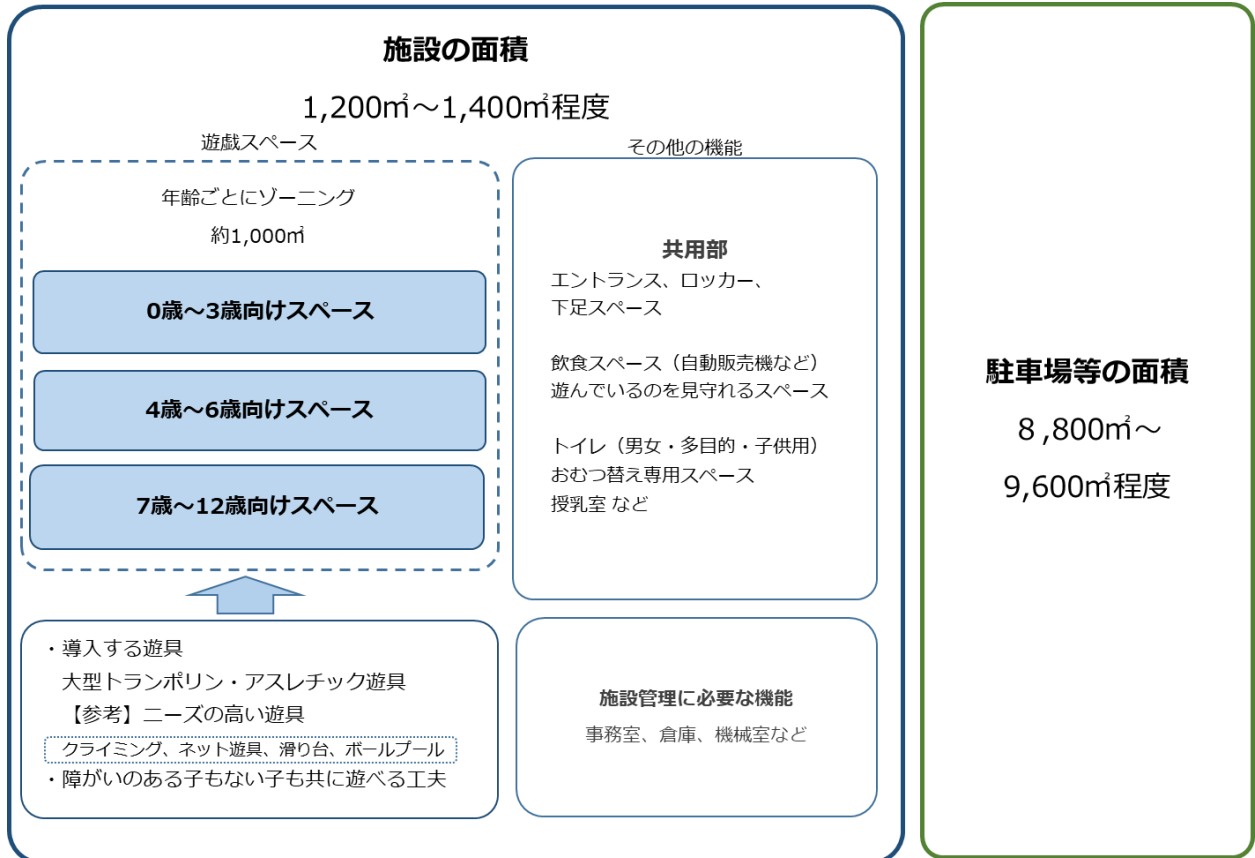 施設の面積
1,200㎡～1,400㎡程度
遊戯スペース
年齢ごとにゾーニング
約1,000㎡
0歳～3歳向けスペース
4歳～6歳向けスペース
7歳～12歳向けスペース
・導入する遊具
大型トランポリン・アスレチック遊具
【参考】ニーズの高い遊具
クライミング、ネット遊具、滑り台、ボールプール
・障がいのある子もない子も共に遊べる工夫
その他の機能
共用部
エントランス、ロッカー、
下足スペース
飲食スペース（自動販売機など）
遊んでいるのを見守れるスペース
トイレ（男女・多目的・子供用）
おむつ替え専用スペース
授乳室 など
施設管理に必要な機能
事務室、倉庫、機械室など
駐車場等の面積
８,800㎡～
9,600㎡程度